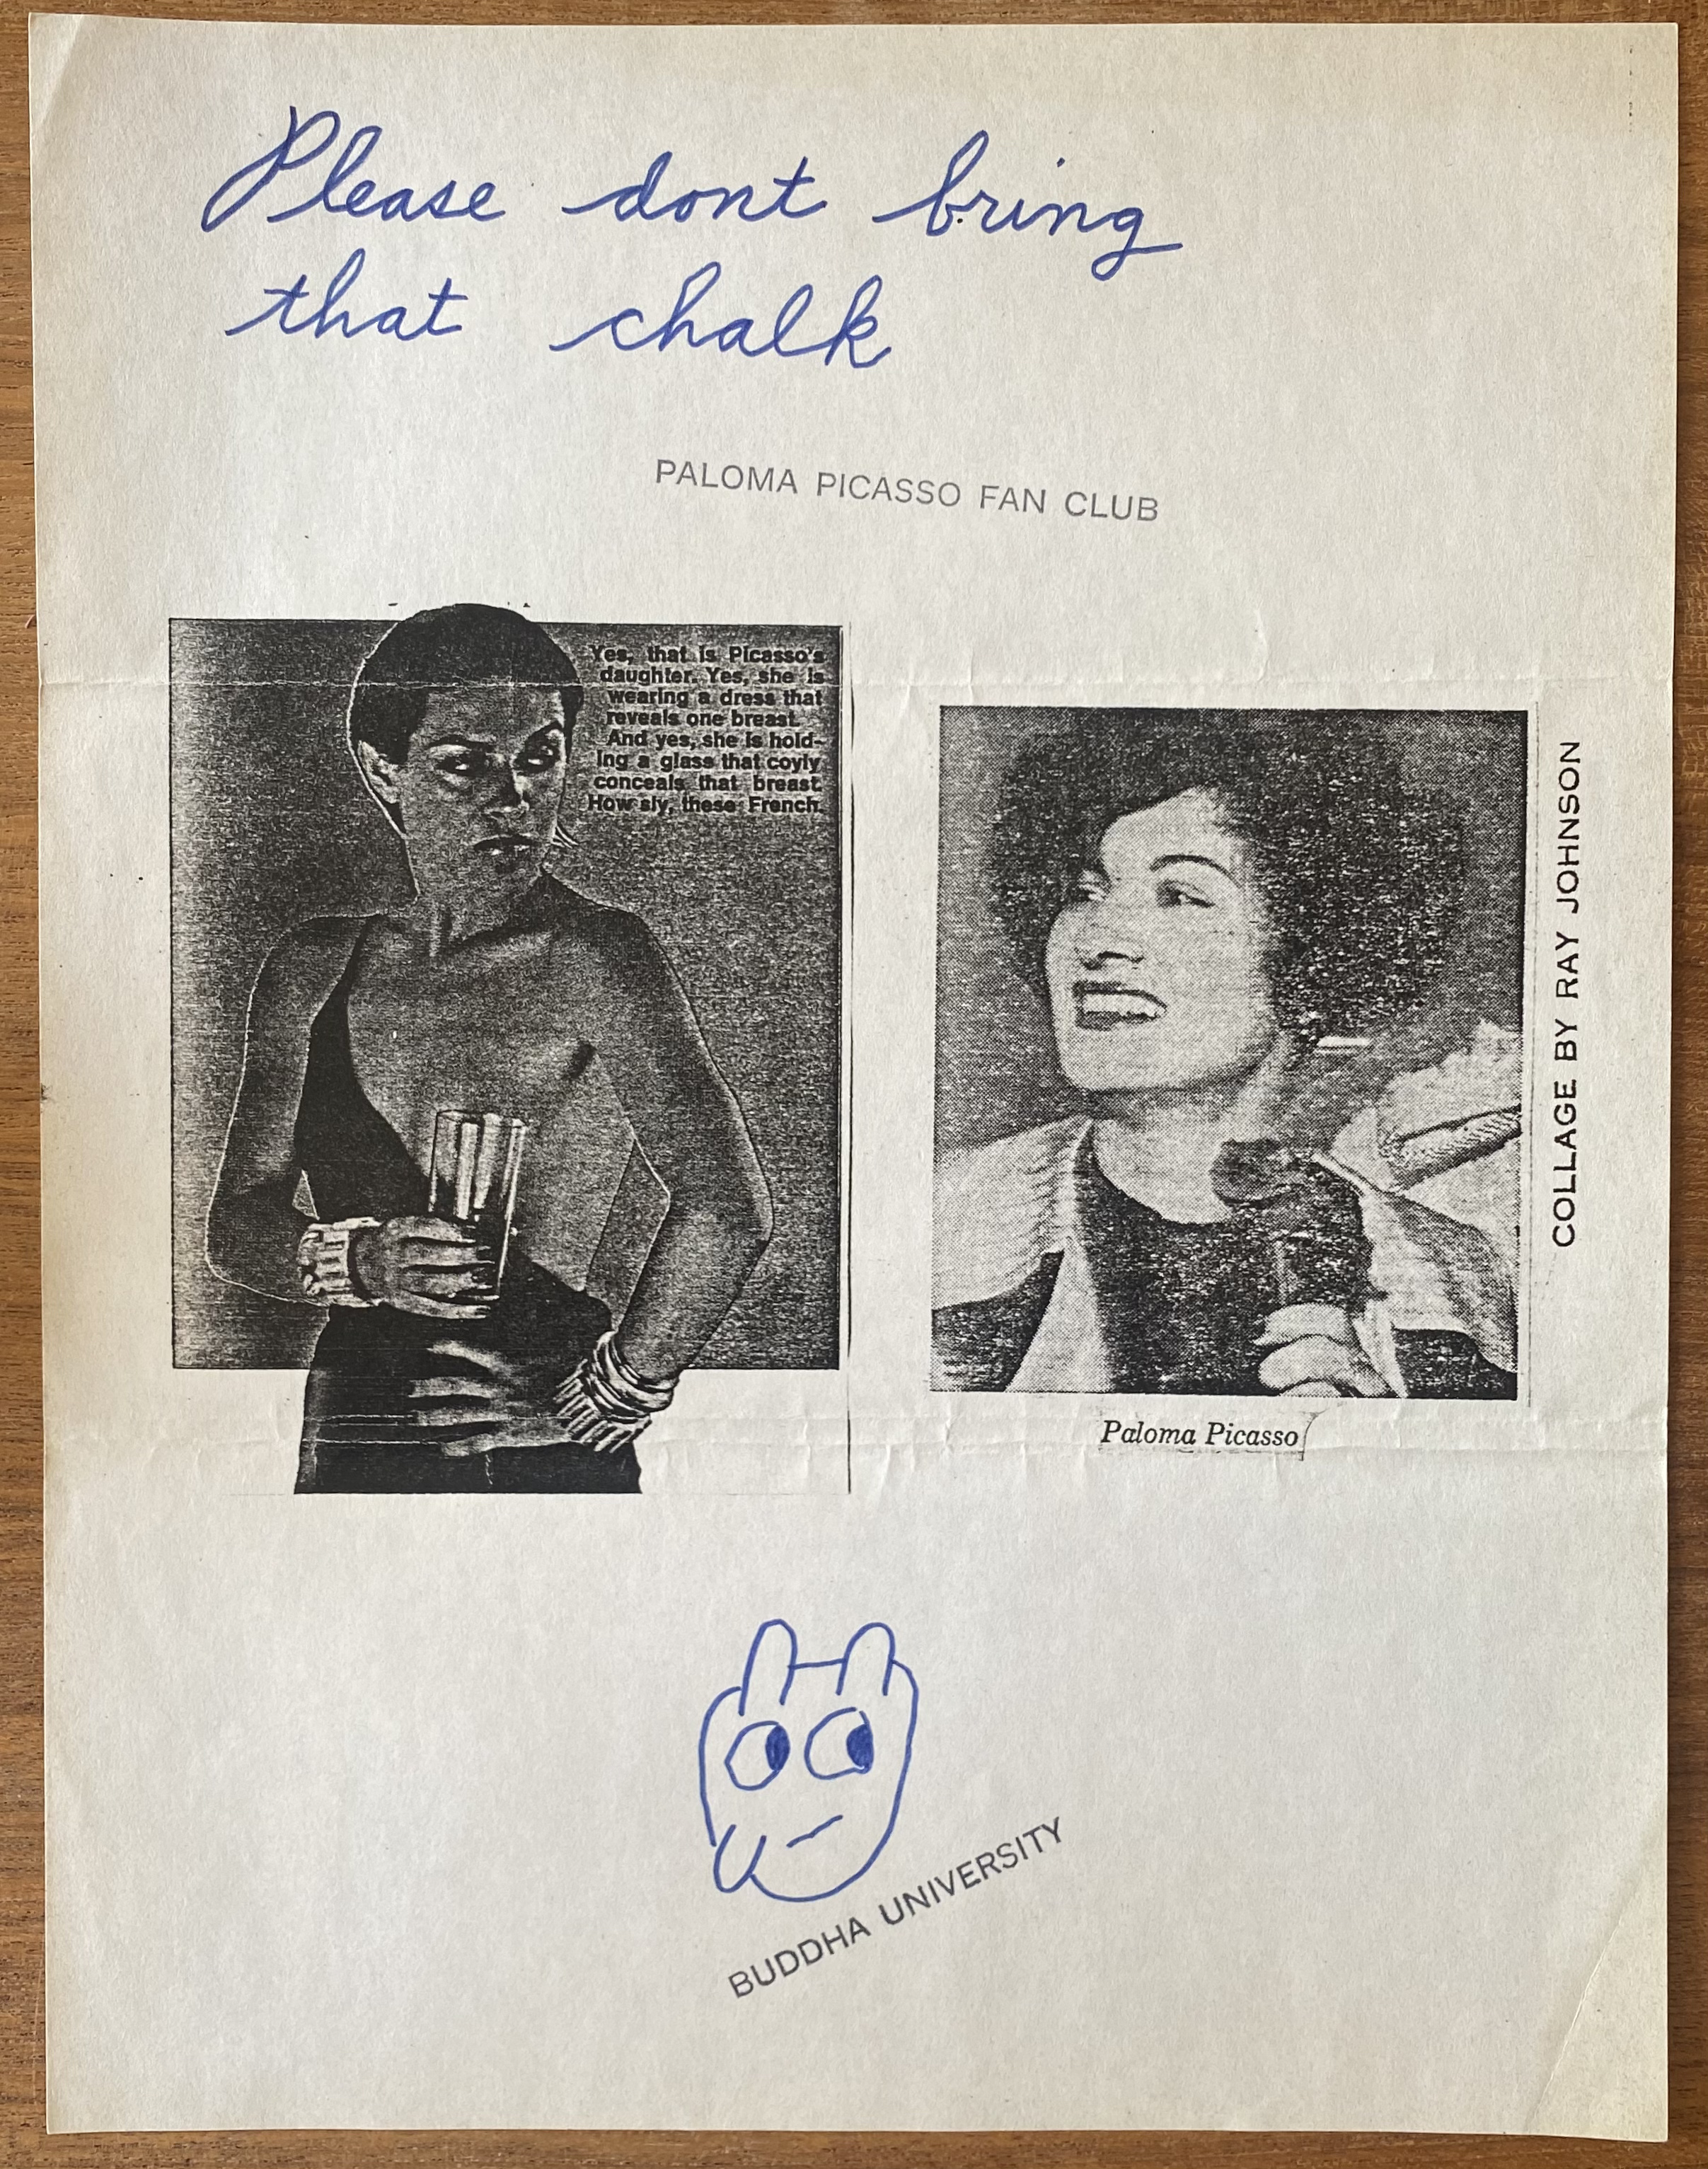 Please dont bring
that chalk
PALOMA PICASSO FAN CLUB
Yes, that is Picasso's
daughter. Yes, she is
wearing a dress that
reveals one breast.
And yes, she is hold-
ing a glass that coyly
conceals that breast.
How sly, these French.
COLLAGE BY RAY JOHNSON
Paloma Picasso
BUDDHA UNIVERSITY